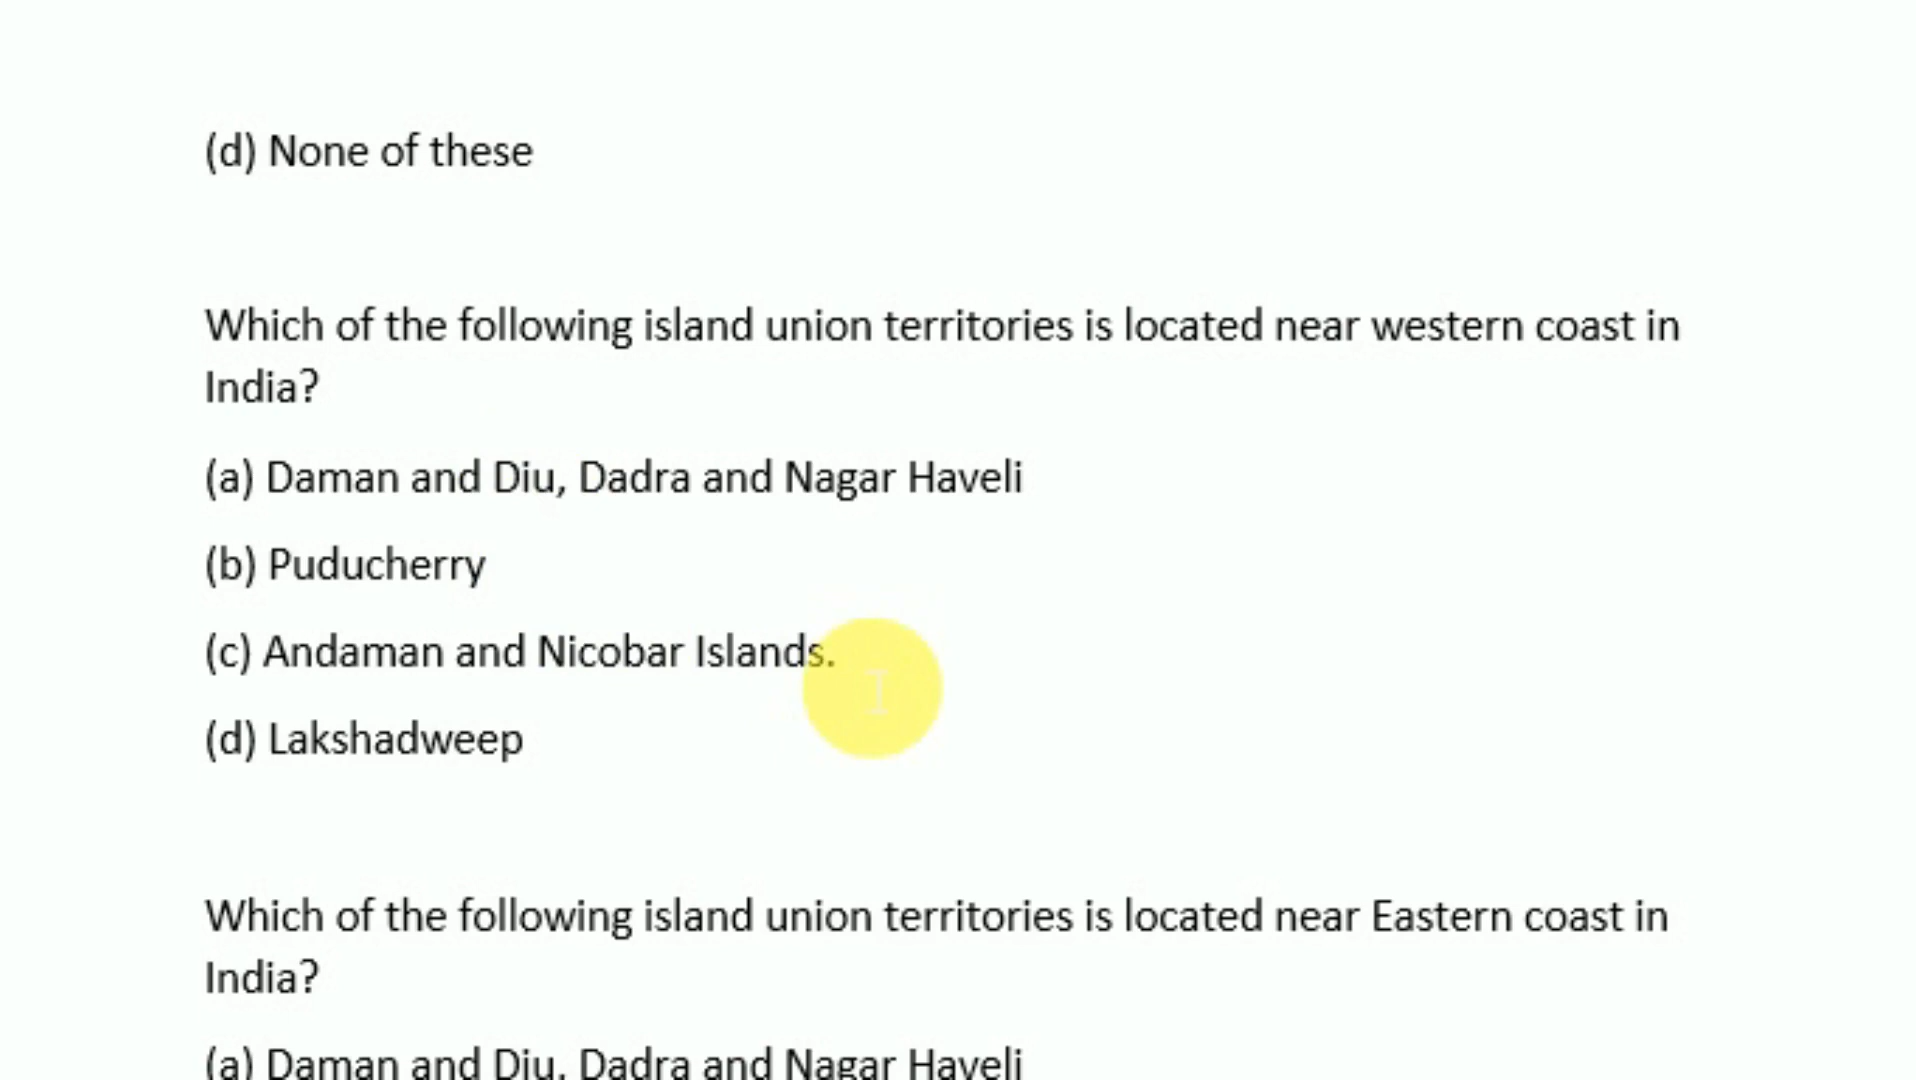 (d) None of these
Which of the following island union territories is located near western coast in
India?
(a) Daman and Diu, Dadra and Nagar Haveli
(b) Puducherry
(c) Andaman and Nicobar Islands.
(d) Lakshadweep
Which of the following island union territories is located near Eastern coast in
India?
(a) Daman and Diu, Dadra and Nagar Haveli